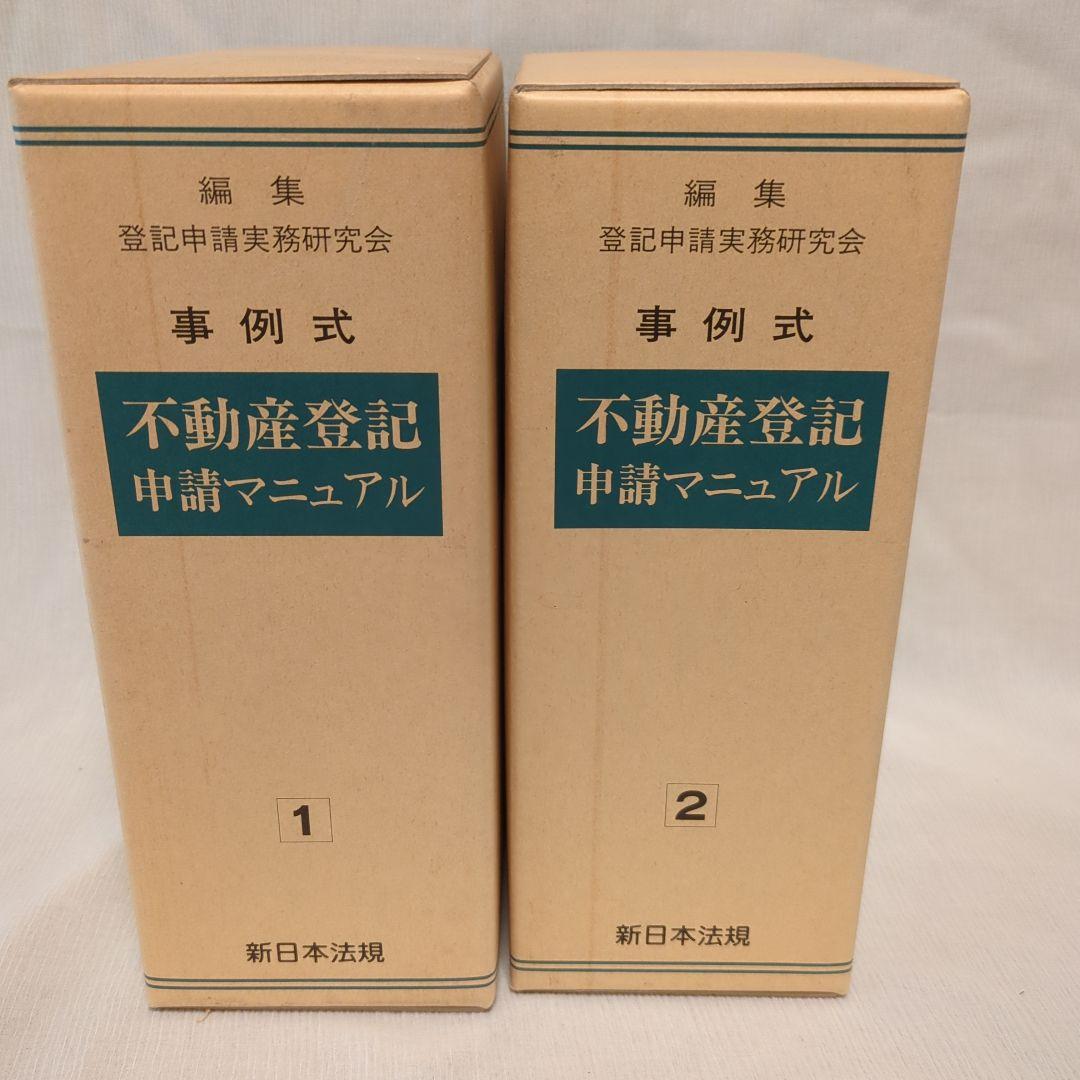 編集
登記申請実務研究会
事例式
不動産登記
申請マニュアル
1
新日本法規
編集
登記申請実務研究会
事例式
不動産登記
申請マニュアル
2
新日本法規